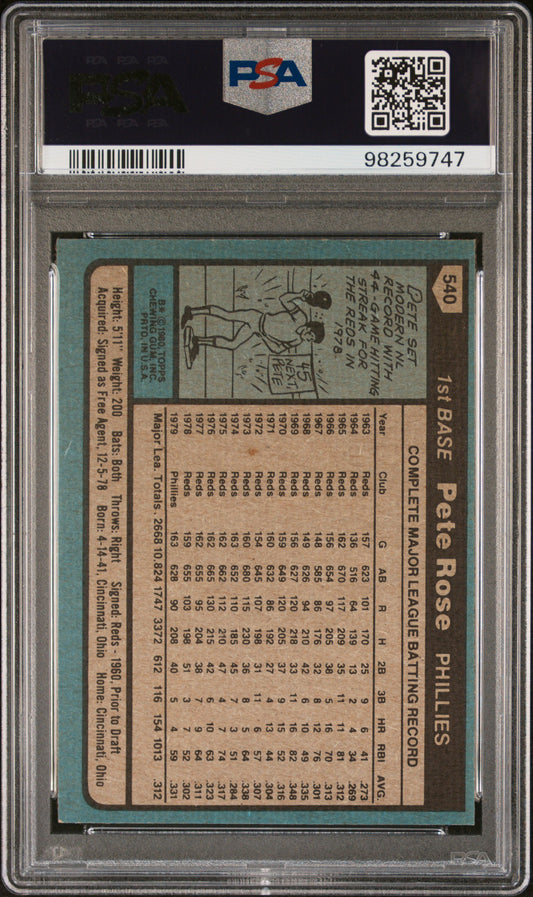 PSA
PSA PSA PSA
PSA
PSA PSA PSA
98259747
540
1st BASE Pete Rose PHILLIES
PETE SET
MODERN NL
RECORD WITH
44-GAME HITTING
STREAK FOR
THE REDS IN
1978
45
NEXT
PETE
B* ©1980 TOPPS
CHEWING GUM, INC.
PRTD. IN U.S.A.
COMPLETE MAJOR LEAGUE BATTING RECORD
Year Club G AB R H 2B 3B HR RBI AVG.
1963 Reds 157 623 101 170 25 9 6 41 .273
1964 Reds 136 516 64 139 13 2 4 34 .269
1965 Reds 162 670 117 209 35 11 11 81 .312
1966 Reds 156 654 97 205 38 5 16 70 .313
1967 Reds 148 585 86 176 32 8 12 76 .301
1968 Reds 149 626 94 210 42 6 10 49 .335
1969 Reds 156 627 120 218 33 11 16 82 .348
1970 Reds 159 649 120 205 37 9 15 52 .316
1971 Reds 160 632 86 192 27 4 13 44 .304
1972 Reds 154 645 107 198 31 11 6 57 .307
1973 Reds 160 680 115 230 36 8 5 64 .338
1974 Reds 163 652 110 185 45 7 3 51 .284
1975 Reds 162 662 112 210 47 4 7 74 .317
1976 Reds 162 665 130 215 42 6 10 63 .323
1977 Reds 162 655 95 204 38 7 9 64 .311
1978 Reds 159 655 103 198 51 3 7 52 .302
1979 Phillies 163 628 90 208 40 5 4 59 .331
Major Lea. Totals. 2668 10,824 1747 3372 612 116 154 1013 .312
Height: 5'11" Weight: 200 Bats: Both Throws: Right Signed: Reds - 1960, Prior to Draft
Acquired: Signed as Free Agent, 12-5-78 Born: 4-14-41, Cincinnati, Ohio Home: Cincinnati, Ohio
PSA